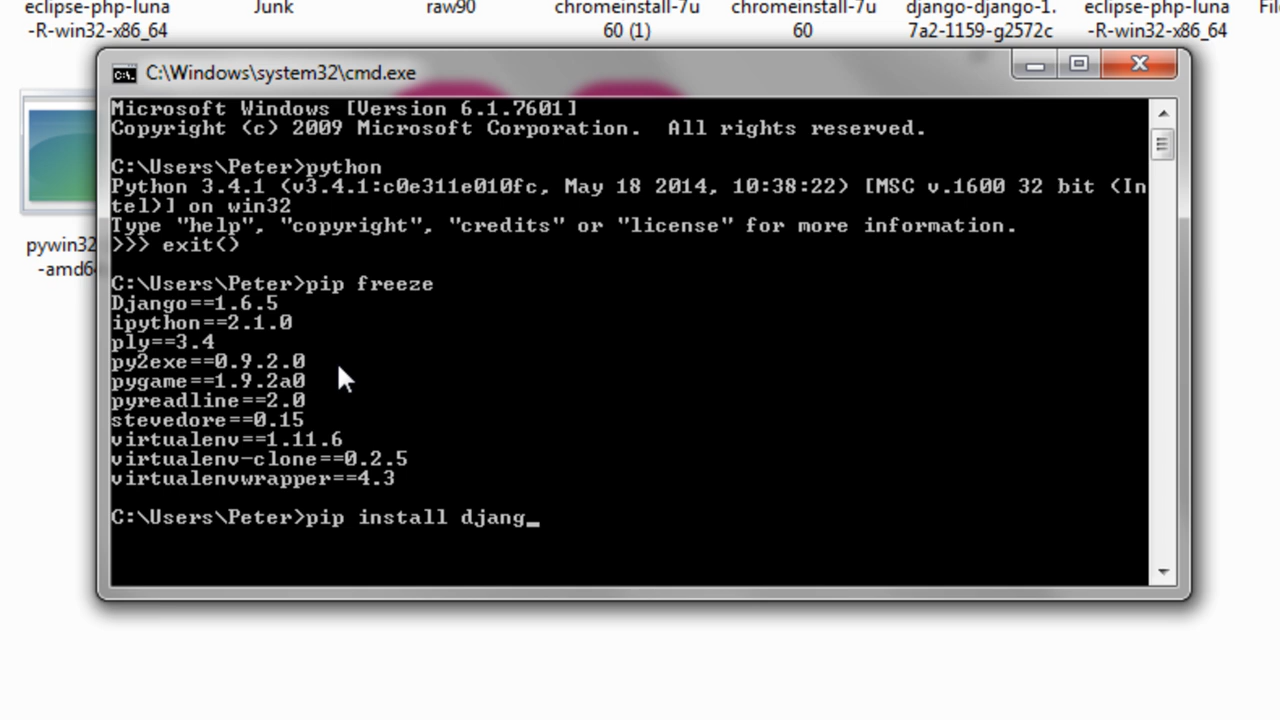 eclipse-php-luna
-R-win32-x86_64
Junk
raw90
chromeinstall-7u
60 (1)
chromeinstall-7u
60
django-django-1.
7a2-1159-g2572c
eclipse-php-luna
-R-win32-x86_64
pywin32
-amd64
C:\Windows\system32\cmd.exe
Microsoft Windows [Version 6.1.7601]
Copyright (c) 2009 Microsoft Corporation.  All rights reserved.
C:\Users\Peter>python
Python 3.4.1 (v3.4.1:c0e311e010fc, May 18 2014, 10:38:22) [MSC v.1600 32 bit (In
tel)] on win32
Type "help", "copyright", "credits" or "license" for more information.
>>> exit()
C:\Users\Peter>pip freeze
Django==1.6.5
ipython==2.1.0
ply==3.4
py2exe==0.9.2.0
pygame==1.9.2a0
pyreadline==2.0
stevedore==0.15
virtualenv==1.11.6
virtualenv-clone==0.2.5
virtualenvwrapper==4.3
C:\Users\Peter>pip install djang_